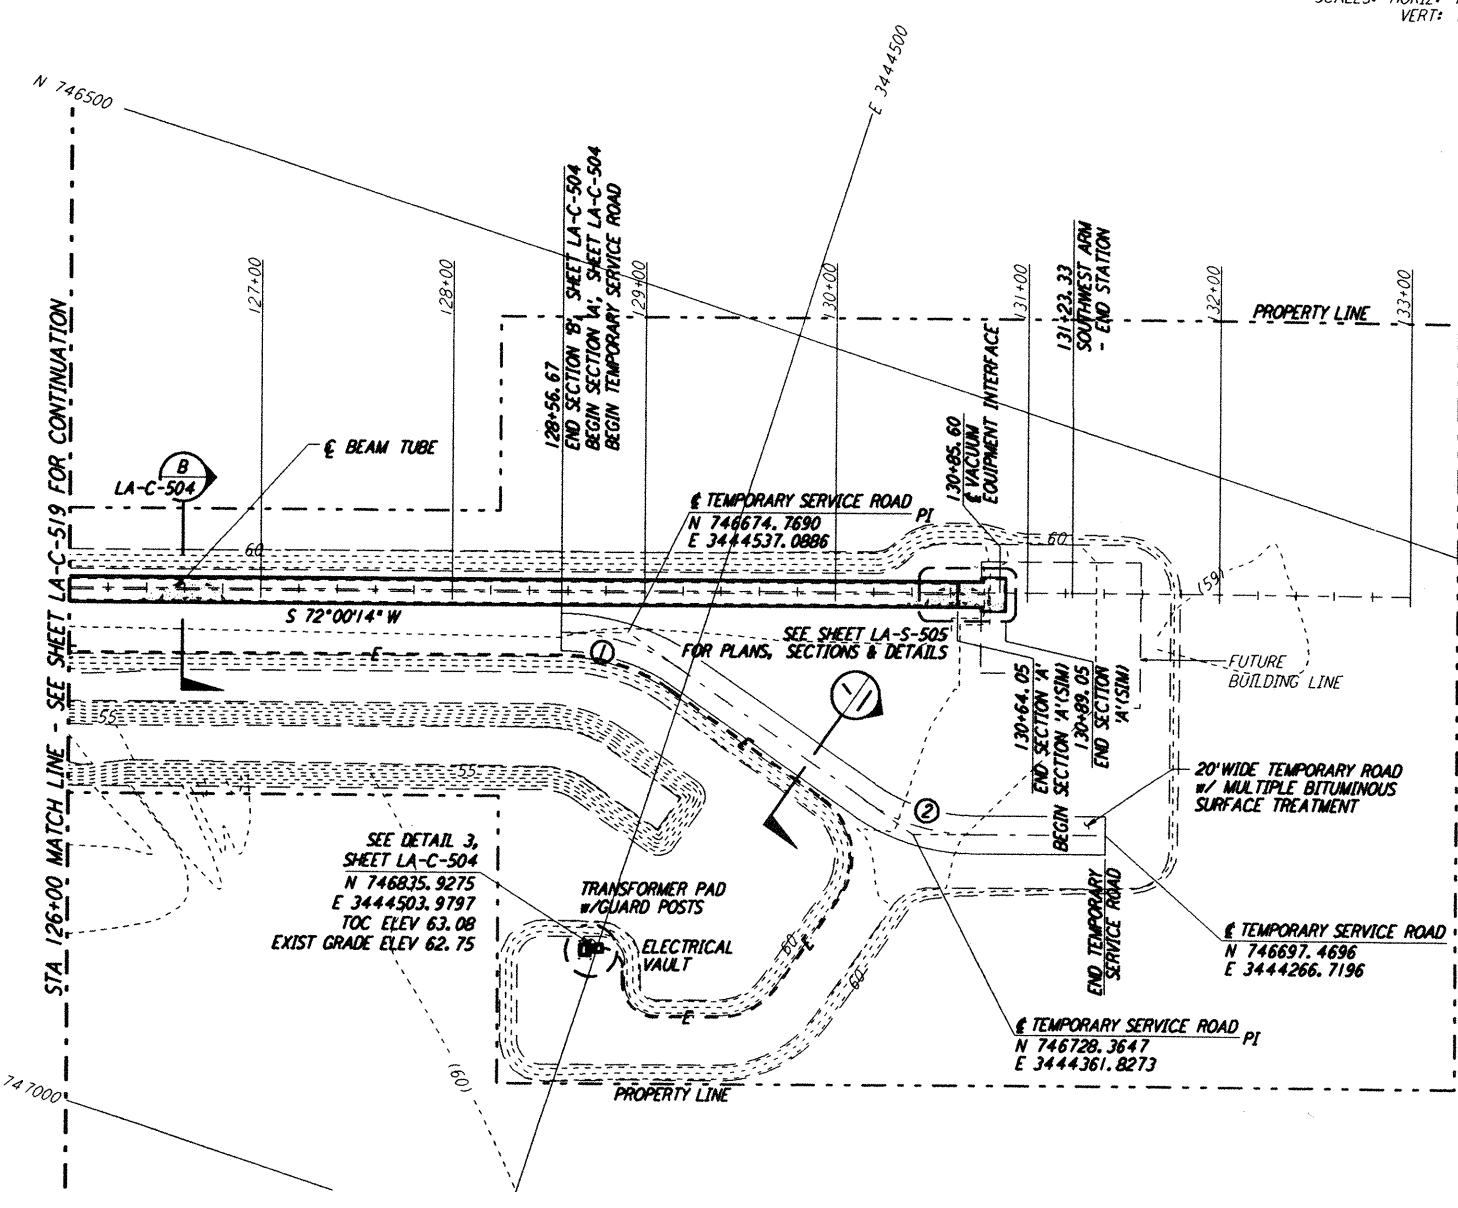 VERT:
N 746500
E 3444500
127+00
128+00
129+00
130+00
131+00
132+00
133+00
128+56.67
END SECTION 'B', SHEET LA-C-504
BEGIN SECTION 'A', SHEET LA-C-504
BEGIN TEMPORARY SERVICE ROAD
131+23.33
SOUTHWEST ARM
- END STATION
PROPERTY LINE
130+85.60
℄ VACUUM
EQUIPMENT INTERFACE
STA 126+00 MATCH LINE - SEE SHEET LA-C-519 FOR CONTINUATION
℄ BEAM TUBE
B
LA-C-504
℄ TEMPORARY SERVICE ROAD
PI
N 746674.7690
E 3444537.0886
60
60
(59)
S 72°00'14" W
SEE SHEET LA-S-505
FOR PLANS, SECTIONS & DETAILS
E
1
FUTURE
BUILDING LINE
130+64.05
END SECTION 'A'
BEGIN SECTION 'A'(SIM)
130+89.05
END SECTION
'A'(SIM)
55
55
E
2
20'WIDE TEMPORARY ROAD
w/ MULTIPLE BITUMINOUS
SURFACE TREATMENT
SEE DETAIL 3,
SHEET LA-C-504
N 746835.9275
E 3444503.9797
TOC ELEV 63.08
EXIST GRADE ELEV 62.75
TRANSFORMER PAD
w/GUARD POSTS
ELECTRICAL
VAULT
60
E
60
E
END TEMPORARY
SERVICE ROAD
℄ TEMPORARY SERVICE ROAD
N 746697.4696
E 3444266.7196
℄ TEMPORARY SERVICE ROAD
PI
N 746728.3647
E 3444361.8273
(60)
747000
PROPERTY LINE